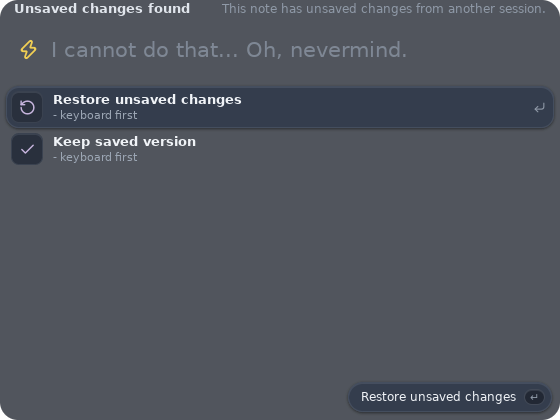 Unsaved changes found This note has unsaved changes from another session.
I cannot do that... Oh, nevermind.
Restore unsaved changes
- keyboard first
Keep saved version
- keyboard first
Restore unsaved changes